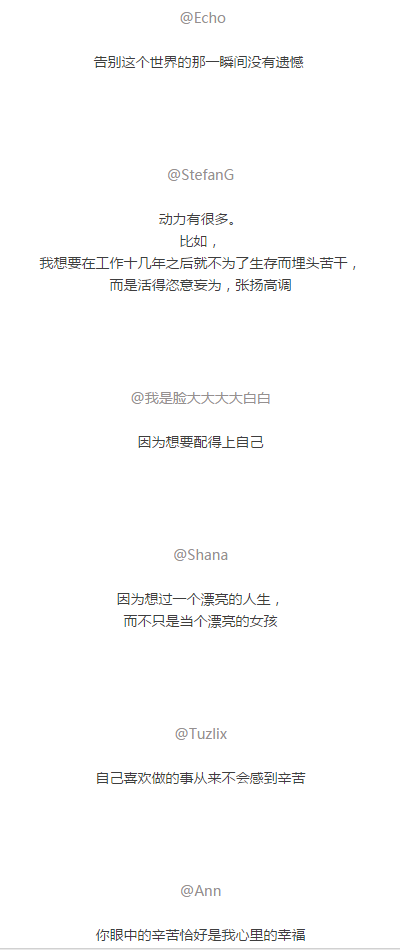 @Echo
告别这个世界的那一瞬间没有遗憾
@StefanG
动力有很多。
比如，
我想要在工作十几年之后就不为了生存而埋头苦干，
而是活得恣意妄为，张扬高调
@我是脸大大大大白白
因为想要配得上自己
@Shana
因为想过一个漂亮的人生，
而不只是当个漂亮的女孩
@Tuzlix
自己喜欢做的事从来不会感到辛苦
@Ann
你眼中的辛苦恰好是我心里的幸福